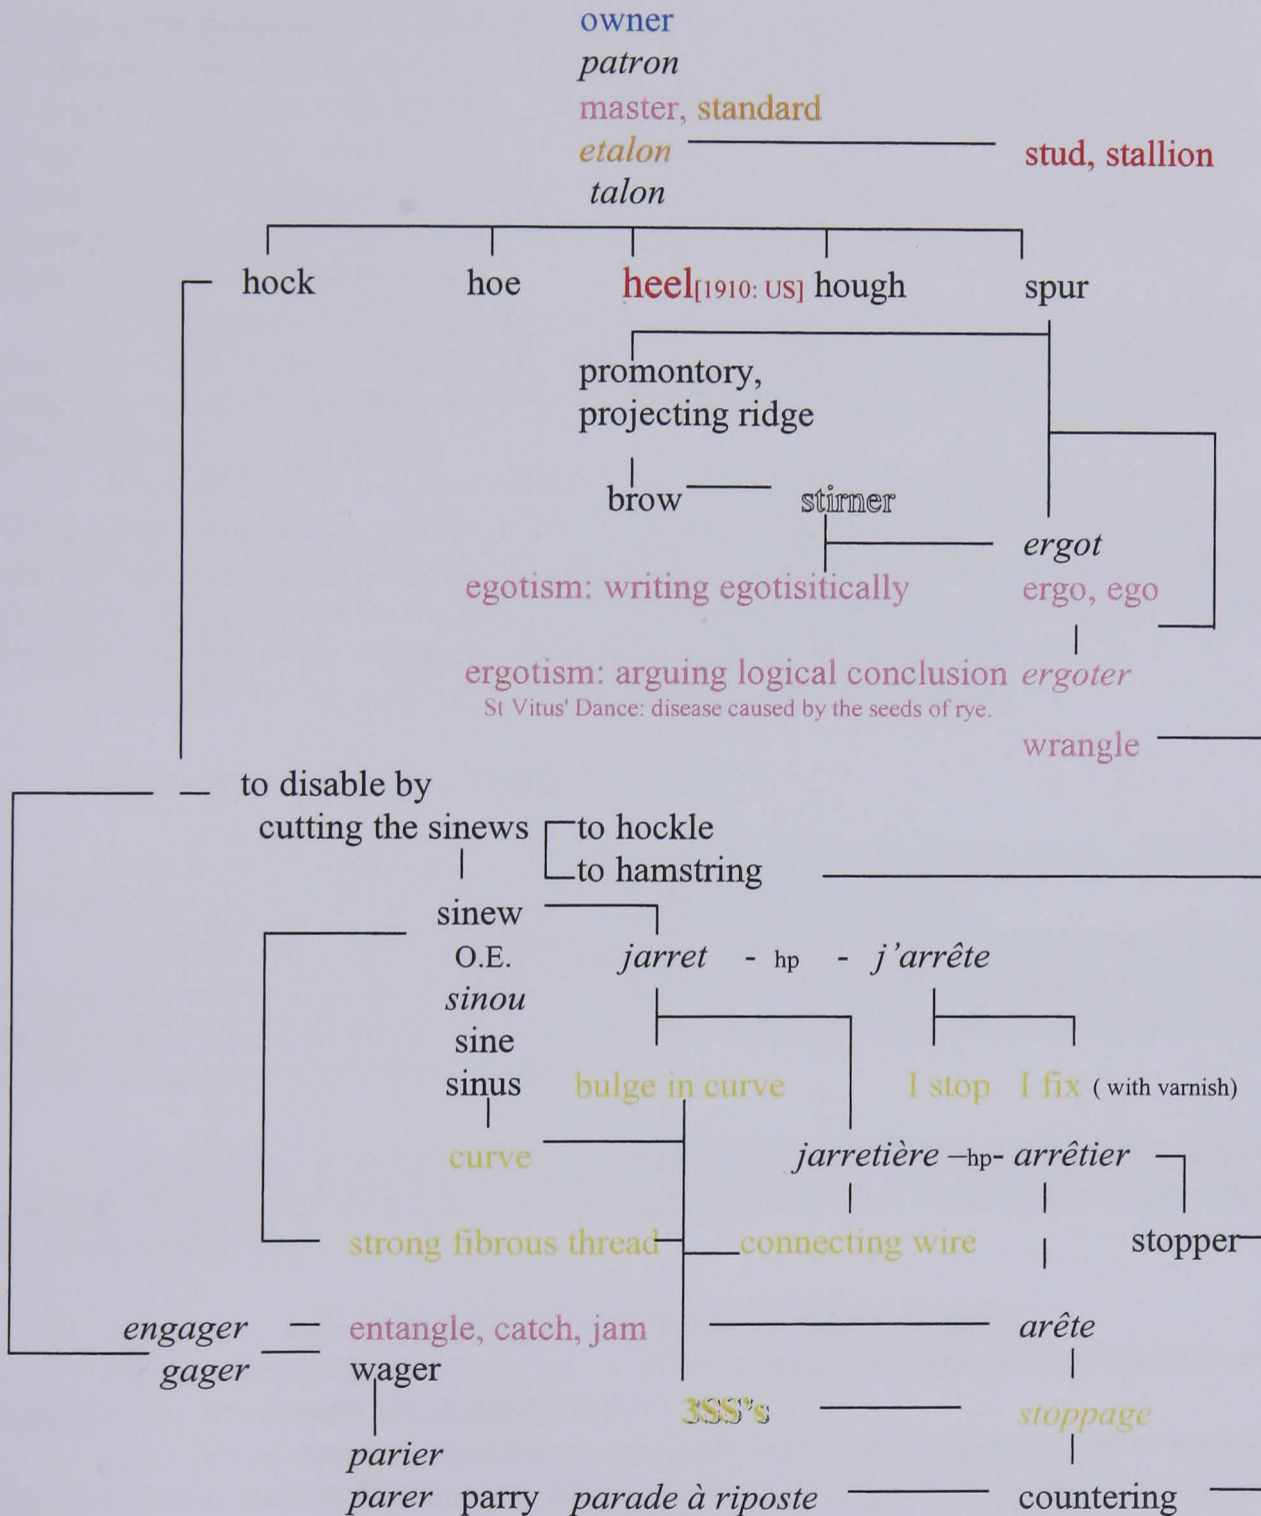 owner
patron
master, standard
etalon
stud, stallion
talon
hock hoe heel[1910: US] hough spur
promontory,
projecting ridge
brow stirner
ergot
egotism: writing egotisitically ergo, ego
ergotism: arguing logical conclusion ergoter
St Vitus' Dance: disease caused by the seeds of rye.
wrangle
to disable by
cutting the sinews to hockle
to hamstring
sinew
O.E. jarret - hp - j'arrête
sinou
sine
sinus bulge in curve I stop I fix ( with varnish)
curve jarretière –hp- arrêtier
strong fibrous thread connecting wire stopper
engager entangle, catch, jam arête
gager wager
3SS"s stoppage
parier
parer parry parade à riposte countering